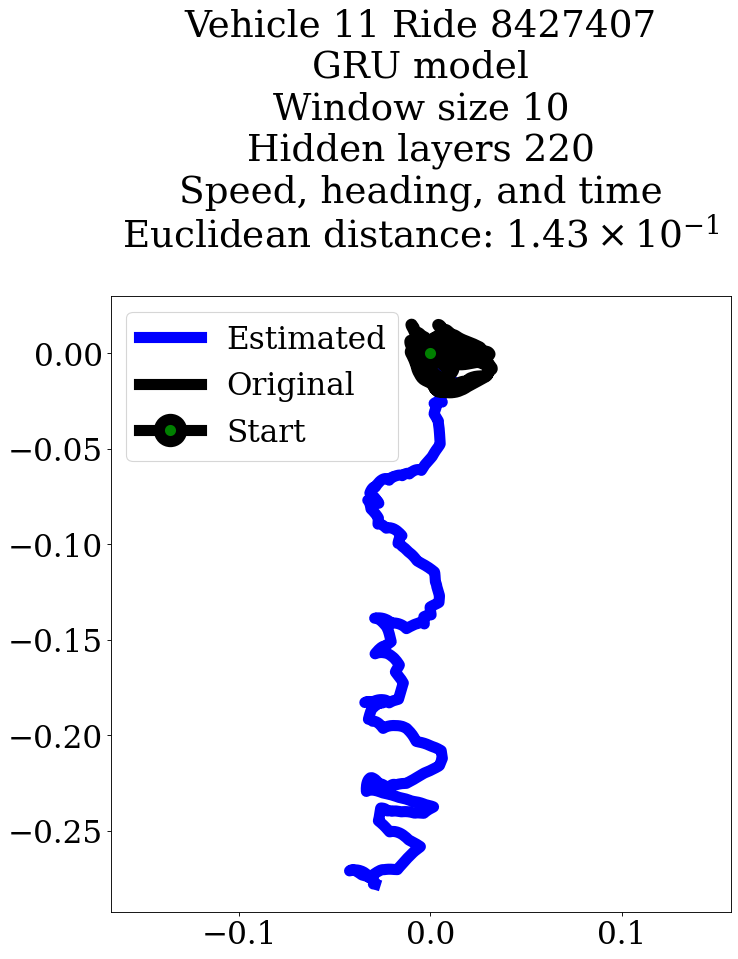 Vehicle 11 Ride 8427407
GRU model
Window size 10
Hidden layers 220
Speed, heading, and time
Euclidean distance: 1.43 × 10⁻¹
Estimated
Original
Start
0.00
−0.05
−0.10
−0.15
−0.20
−0.25
−0.1
0.0
0.1